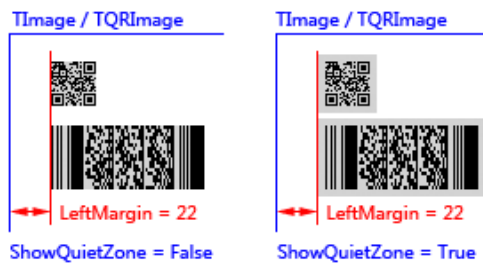 TImage / TQRImage
TImage / TQRImage
LeftMargin = 22
LeftMargin = 22
ShowQuietZone = False
ShowQuietZone = True